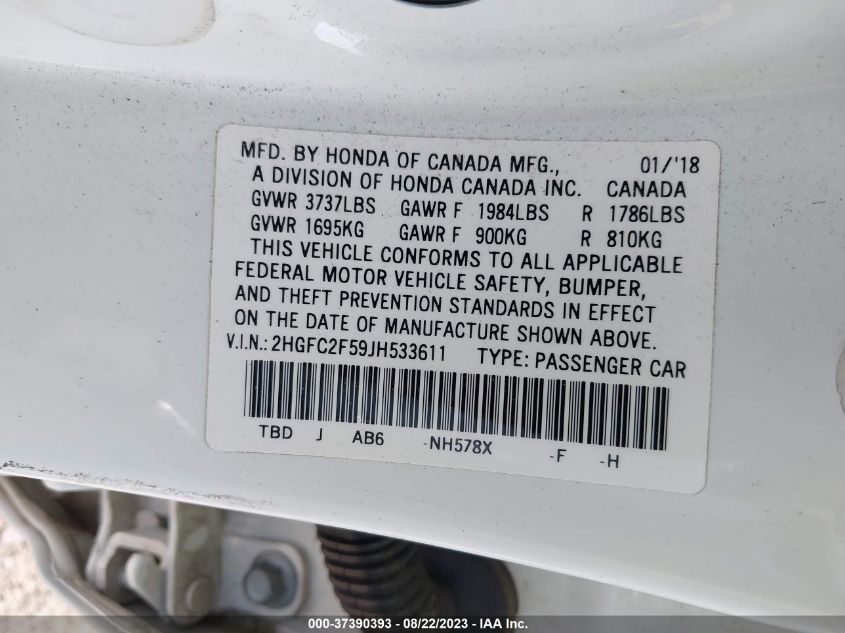 MFD. BY HONDA OF CANADA MFG., 01/'18
A DIVISION OF HONDA CANADA INC. CANADA
GVWR 3737LBS GAWR F 1984LBS R 1786LBS
GVWR 1695KG GAWR F 900KG R 810KG
THIS VEHICLE CONFORMS TO ALL APPLICABLE
FEDERAL MOTOR VEHICLE SAFETY, BUMPER,
AND THEFT PREVENTION STANDARDS IN EFFECT
ON THE DATE OF MANUFACTURE SHOWN ABOVE.
V.I.N.: 2HGFC2F59JH533611 TYPE: PASSENGER CAR
TBD J AB6 -NH578X -F -H
000-37390393 - 08/22/2023 - IAA Inc.